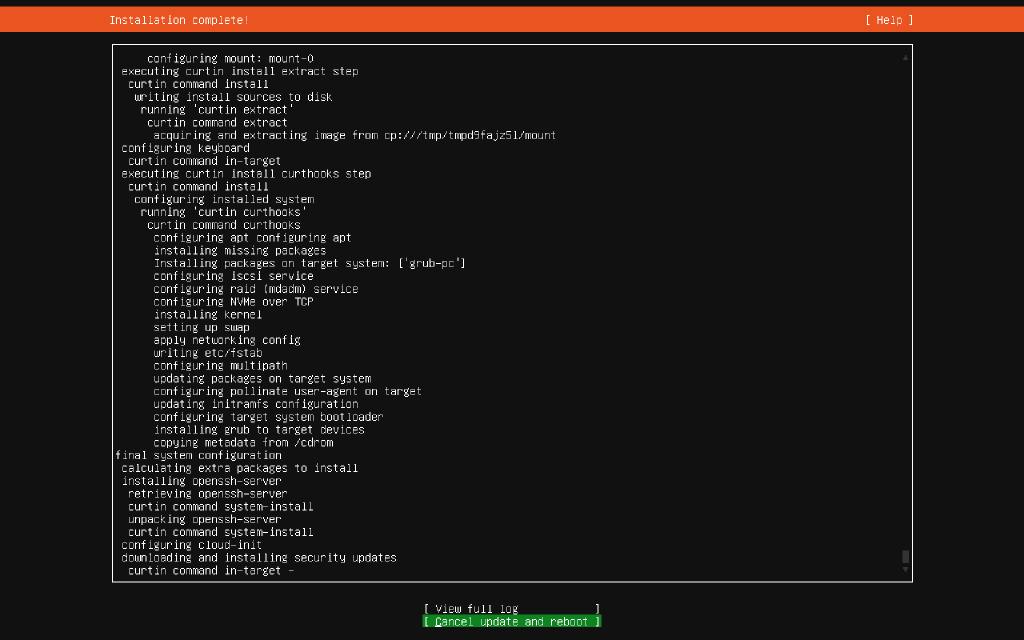 Installation complete!
[ Help ]
configuring mount: mount-0
executing curtin install extract step
curtin command install
writing install sources to disk
running 'curtin extract'
curtin command extract
acquiring and extracting image from cp:///tmp/tmpd9fajz51/mount
configuring keyboard
curtin command in-target
executing curtin install curthooks step
curtin command install
configuring installed system
running 'curtin curthooks'
curtin command curthooks
configuring apt configuring apt
installing missing packages
Installing packages on target system: ['grub-pc']
configuring iscsi service
configuring raid (mdadm) service
configuring NVMe over TCP
installing kernel
setting up swap
apply networking config
writing etc/fstab
configuring multipath
updating packages on target system
configuring pollinate user-agent on target
updating initramfs configuration
configuring target system bootloader
installing grub to target devices
copying metadata from /cdrom
final system configuration
calculating extra packages to install
installing openssh-server
retrieving openssh-server
curtin command system-install
unpacking openssh-server
curtin command system-install
configuring cloud-init
downloading and installing security updates
curtin command in-target -
[ View full log ]
[ Cancel update and reboot ]